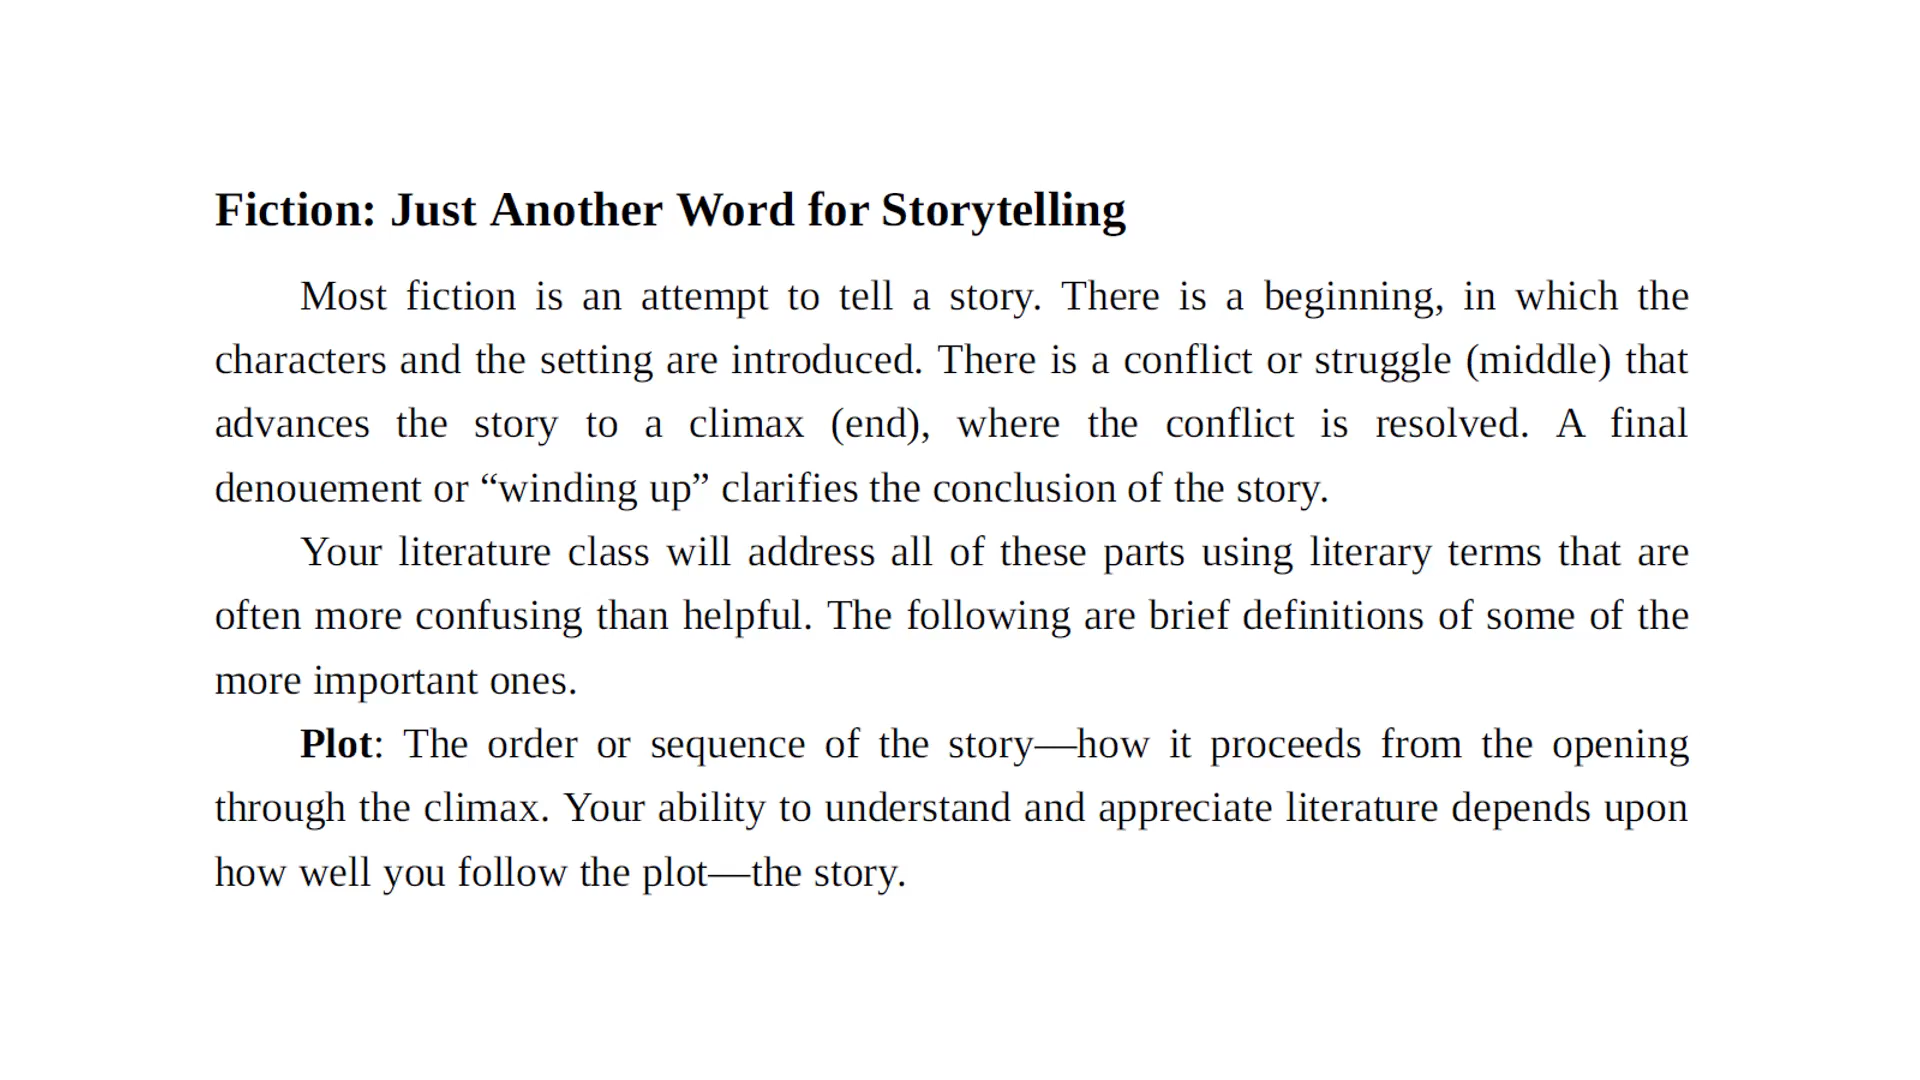 Fiction: Just Another Word for Storytelling
Most fiction is an attempt to tell a story. There is a beginning, in which the
characters and the setting are introduced. There is a conflict or struggle (middle) that
advances the story to a climax (end), where the conflict is resolved. A final
denouement or “winding up” clarifies the conclusion of the story.
Your literature class will address all of these parts using literary terms that are
often more confusing than helpful. The following are brief definitions of some of the
more important ones.
Plot: The order or sequence of the story—how it proceeds from the opening
through the climax. Your ability to understand and appreciate literature depends upon
how well you follow the plot—the story.